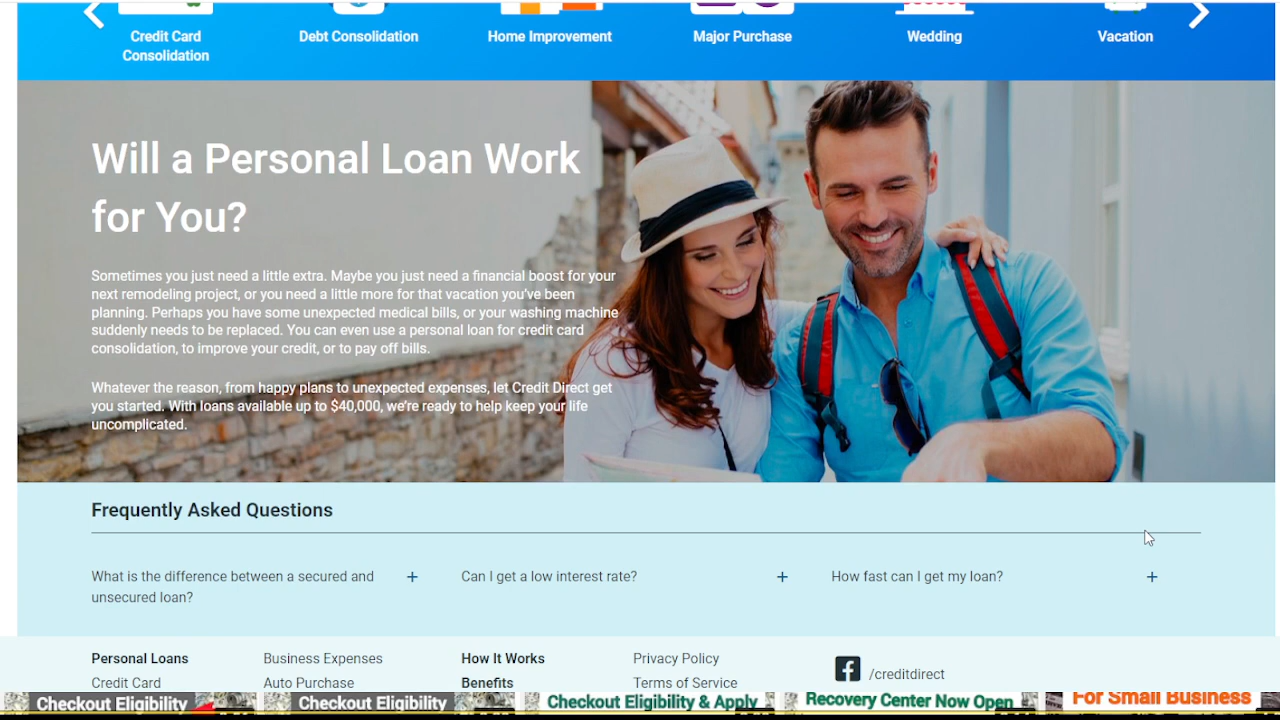 Credit Card
Consolidation
Debt Consolidation
Home Improvement
Major Purchase
Wedding
Vacation
Will a Personal Loan Work
for You?
Sometimes you just need a little extra. Maybe you just need a financial boost for your
next remodeling project, or you need a little more for that vacation you've been
planning. Perhaps you have some unexpected medical bills, or your washing machine
suddenly needs to be replaced. You can even use a personal loan for credit card
consolidation, to improve your credit, or to pay off bills.
Whatever the reason, from happy plans to unexpected expenses, let Credit Direct get
you started. With loans available up to $40,000, we're ready to help keep your life
uncomplicated.
Frequently Asked Questions
What is the difference between a secured and
unsecured loan?
+
Can I get a low interest rate?
+
How fast can I get my loan?
+
Personal Loans
Credit Card
Business Expenses
Auto Purchase
How It Works
Benefits
Privacy Policy
Terms of Service
/creditdirect
Checkout Eligibility
Checkout Eligibility
Checkout Eligibility & Apply
Recovery Center Now Open
For Small Business